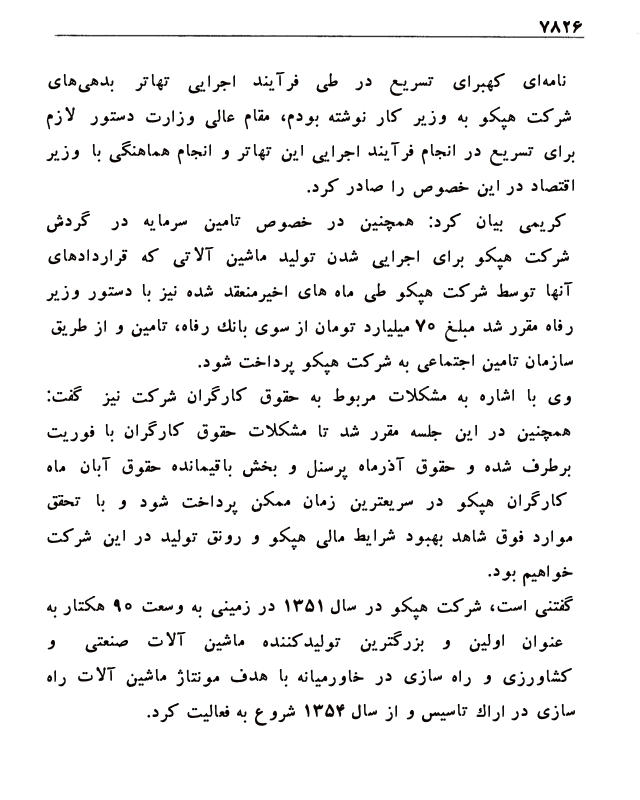 ۷۸۲۶
نامه‌ای کهبرای تسریع در طی فرآیند اجرایی تهاتر بدهی‌های
شرکت هپکو به وزیر کار نوشته بودم، مقام عالی وزارت دستور لازم
برای تسریع در انجام فرآیند اجرایی این تهاتر و انجام هماهنگی با وزیر
اقتصاد در این خصوص را صادر کرد.
کریمی بیان کرد: همچنین در خصوص تامین سرمایه در گردش
شرکت هپکو برای اجرایی شدن تولید ماشین آلاتی که قراردادهای
آنها توسط شرکت هپکو طی ماه های اخیرمنعقد شده نیز با دستور وزیر
رفاه مقرر شد مبلغ ۷۰ میلیارد تومان از سوی بانك رفاه، تامین و از طریق
سازمان تامین اجتماعی به شرکت هپکو پرداخت شود.
وی با اشاره به مشکلات مربوط به حقوق کارگران شرکت نیز گفت:
همچنین در این جلسه مقرر شد تا مشکلات حقوق کارگران با فوریت
برطرف شده و حقوق آذرماه پرسنل و بخش باقیمانده حقوق آبان ماه
کارگران هپکو در سریعترین زمان ممکن پرداخت شود و با تحقق
موارد فوق شاهد بهبود شرایط مالی هپکو و رونق تولید در این شرکت
خواهیم بود.
گفتنی است، شرکت هپکو در سال ۱۳۵۱ در زمینی به وسعت ۹۰ هکتار به
عنوان اولین و بزرگترین تولیدکننده ماشین آلات صنعتی و
کشاورزی و راه سازی در خاورمیانه با هدف مونتاژ ماشین آلات راه
سازی در اراك تاسیس و از سال ۱۳۵۴ شروع به فعالیت کرد.